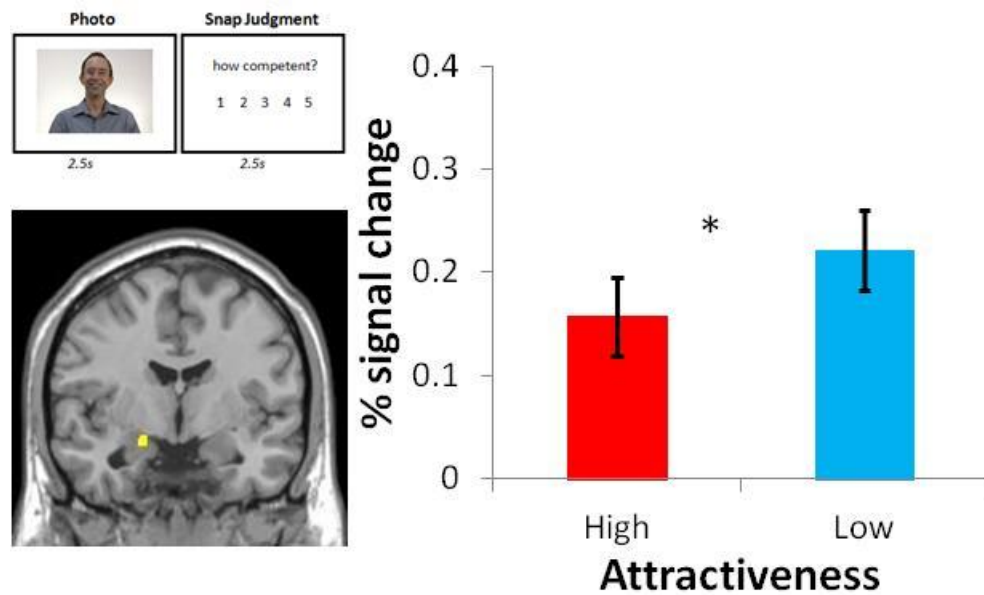 Photo
Snap Judgment
how competent?
1 2 3 4 5
2.5s
2.5s
% signal change
0.4
0.3
0.2
0.1
0
*
High
Low
Attractiveness